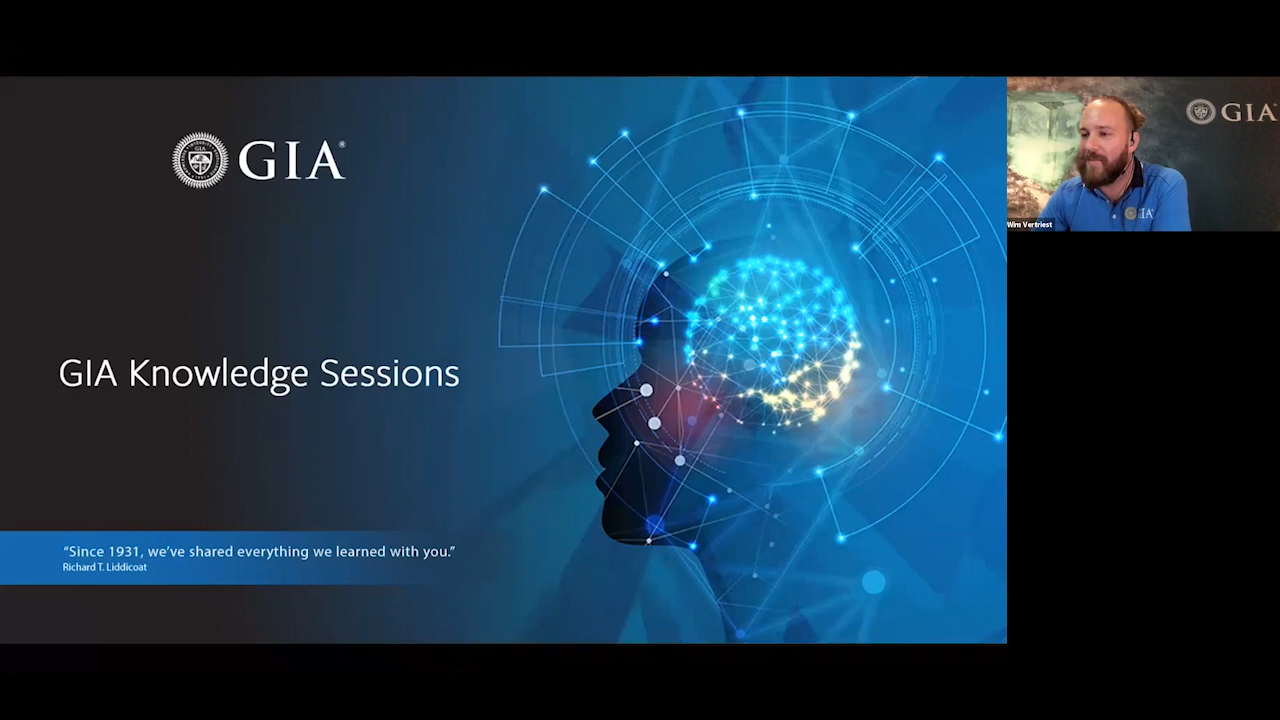 GIA®
GIA Knowledge Sessions
“Since 1931, we’ve shared everything we learned with you.”
Richard T. Liddicoat
GIA
GIA
Wim Vertriest